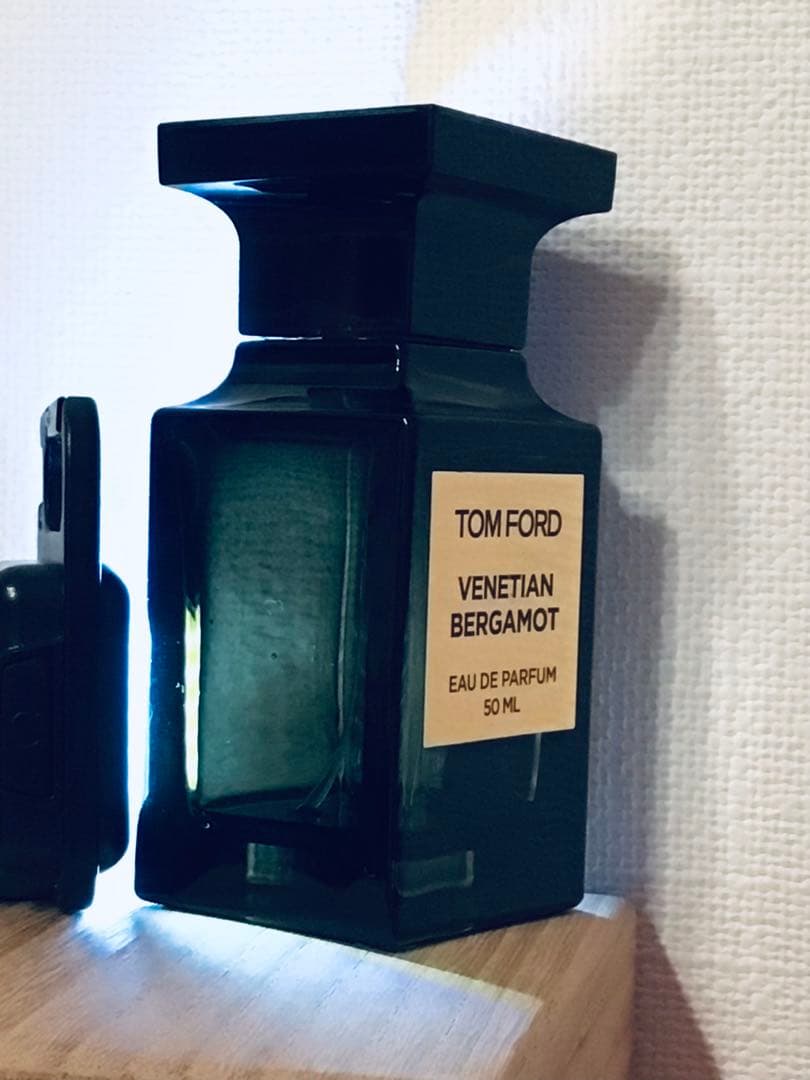 TOM FORD
VENETIAN
BERGAMOT
EAU DE PARFUM
50 ML